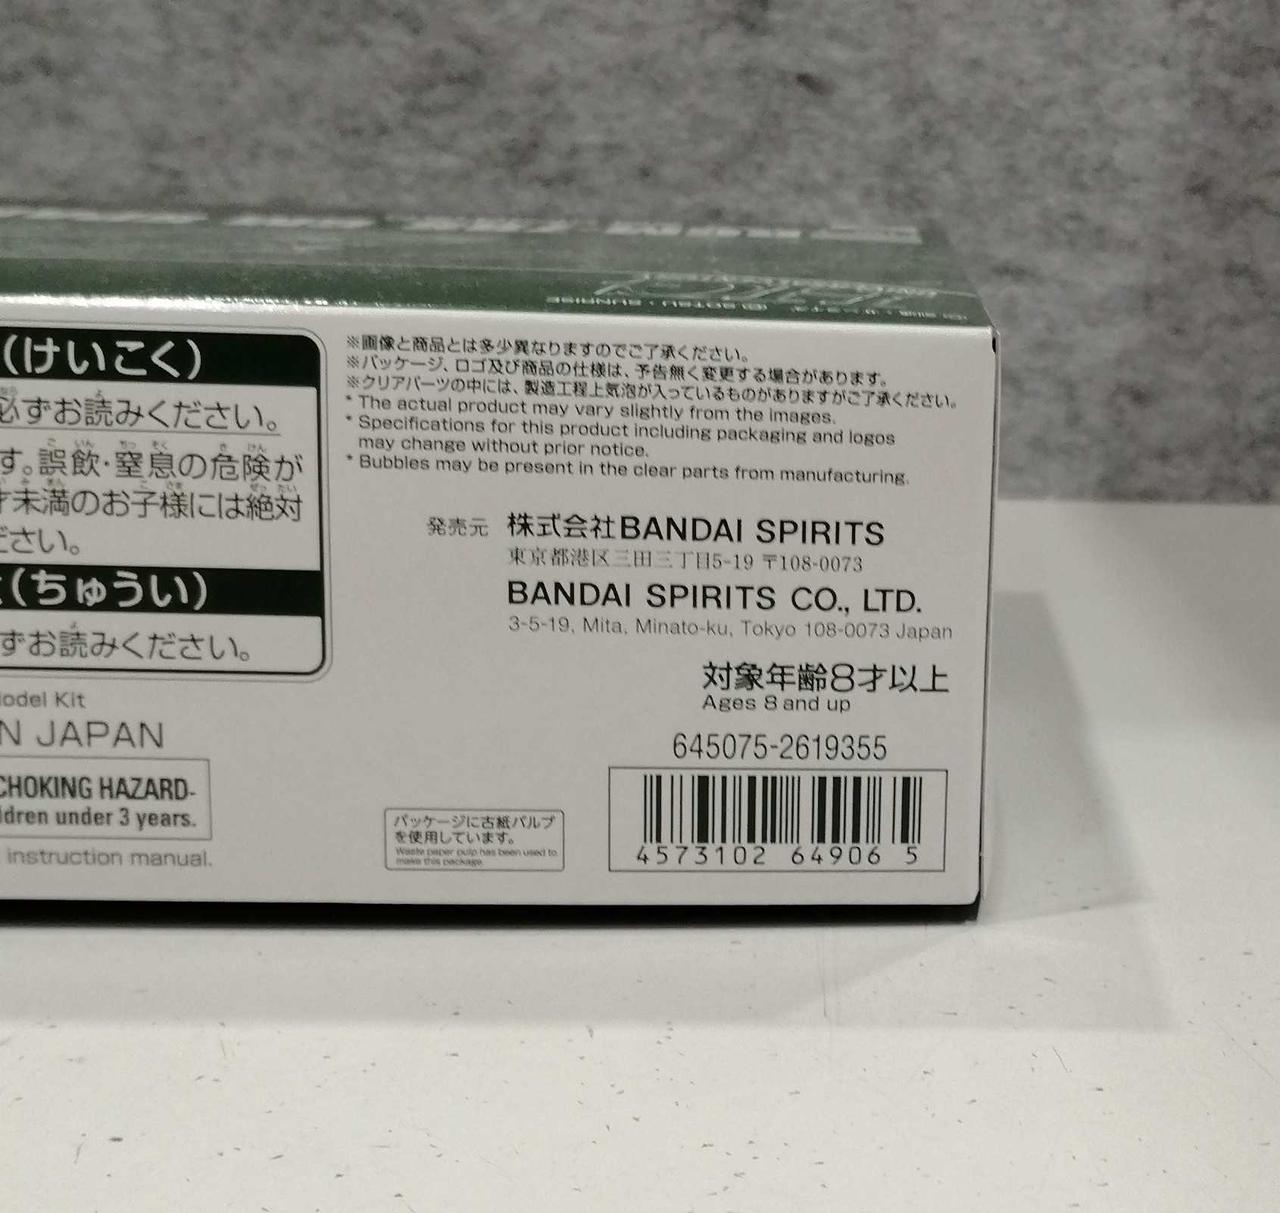 (けいこく)
必ずお読みください。
す。誤飲・窒息の危険が
才未満のお子様には絶対
ださい。
(ちゅうい)
ずお読みください。
odel Kit
N JAPAN
CHOKING HAZARD-
ldren under 3 years.
instruction manual.
※画像と商品とは多少異なりますのでご了承ください。
※パッケージ、ロゴ及び商品の仕様は、予告無く変更する場合があります。
※クリアパーツの中には、製造工程上気泡が入っているものがありますがご了承ください。
* The actual product may vary slightly from the images.
* Specifications for this product including packaging and logos
may change without prior notice.
* Bubbles may be present in the clear parts from manufacturing.
発売元 株式会社BANDAI SPIRITS
東京都港区三田三丁目5-19 〒108-0073
BANDAI SPIRITS CO., LTD.
3-5-19, Mita, Minato-ku, Tokyo 108-0073 Japan
対象年齢8才以上
Ages 8 and up
645075-2619355
4573102 64906 5
パッケージに古紙パルプ
を使用しています。
Waste paper pulp has been used to
make this package.